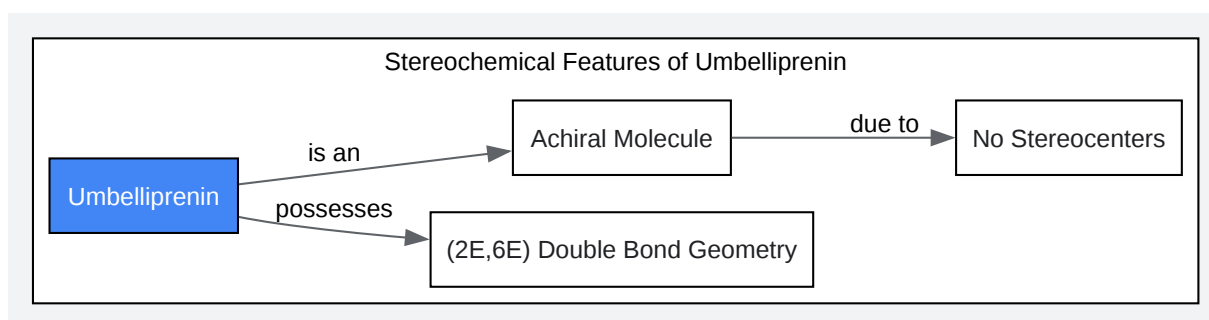 Stereochemical Features of Umbelliprenin
Umbelliprenin
is an
Achiral Molecule
due to
No Stereocenters
possesses
(2E,6E) Double Bond Geometry